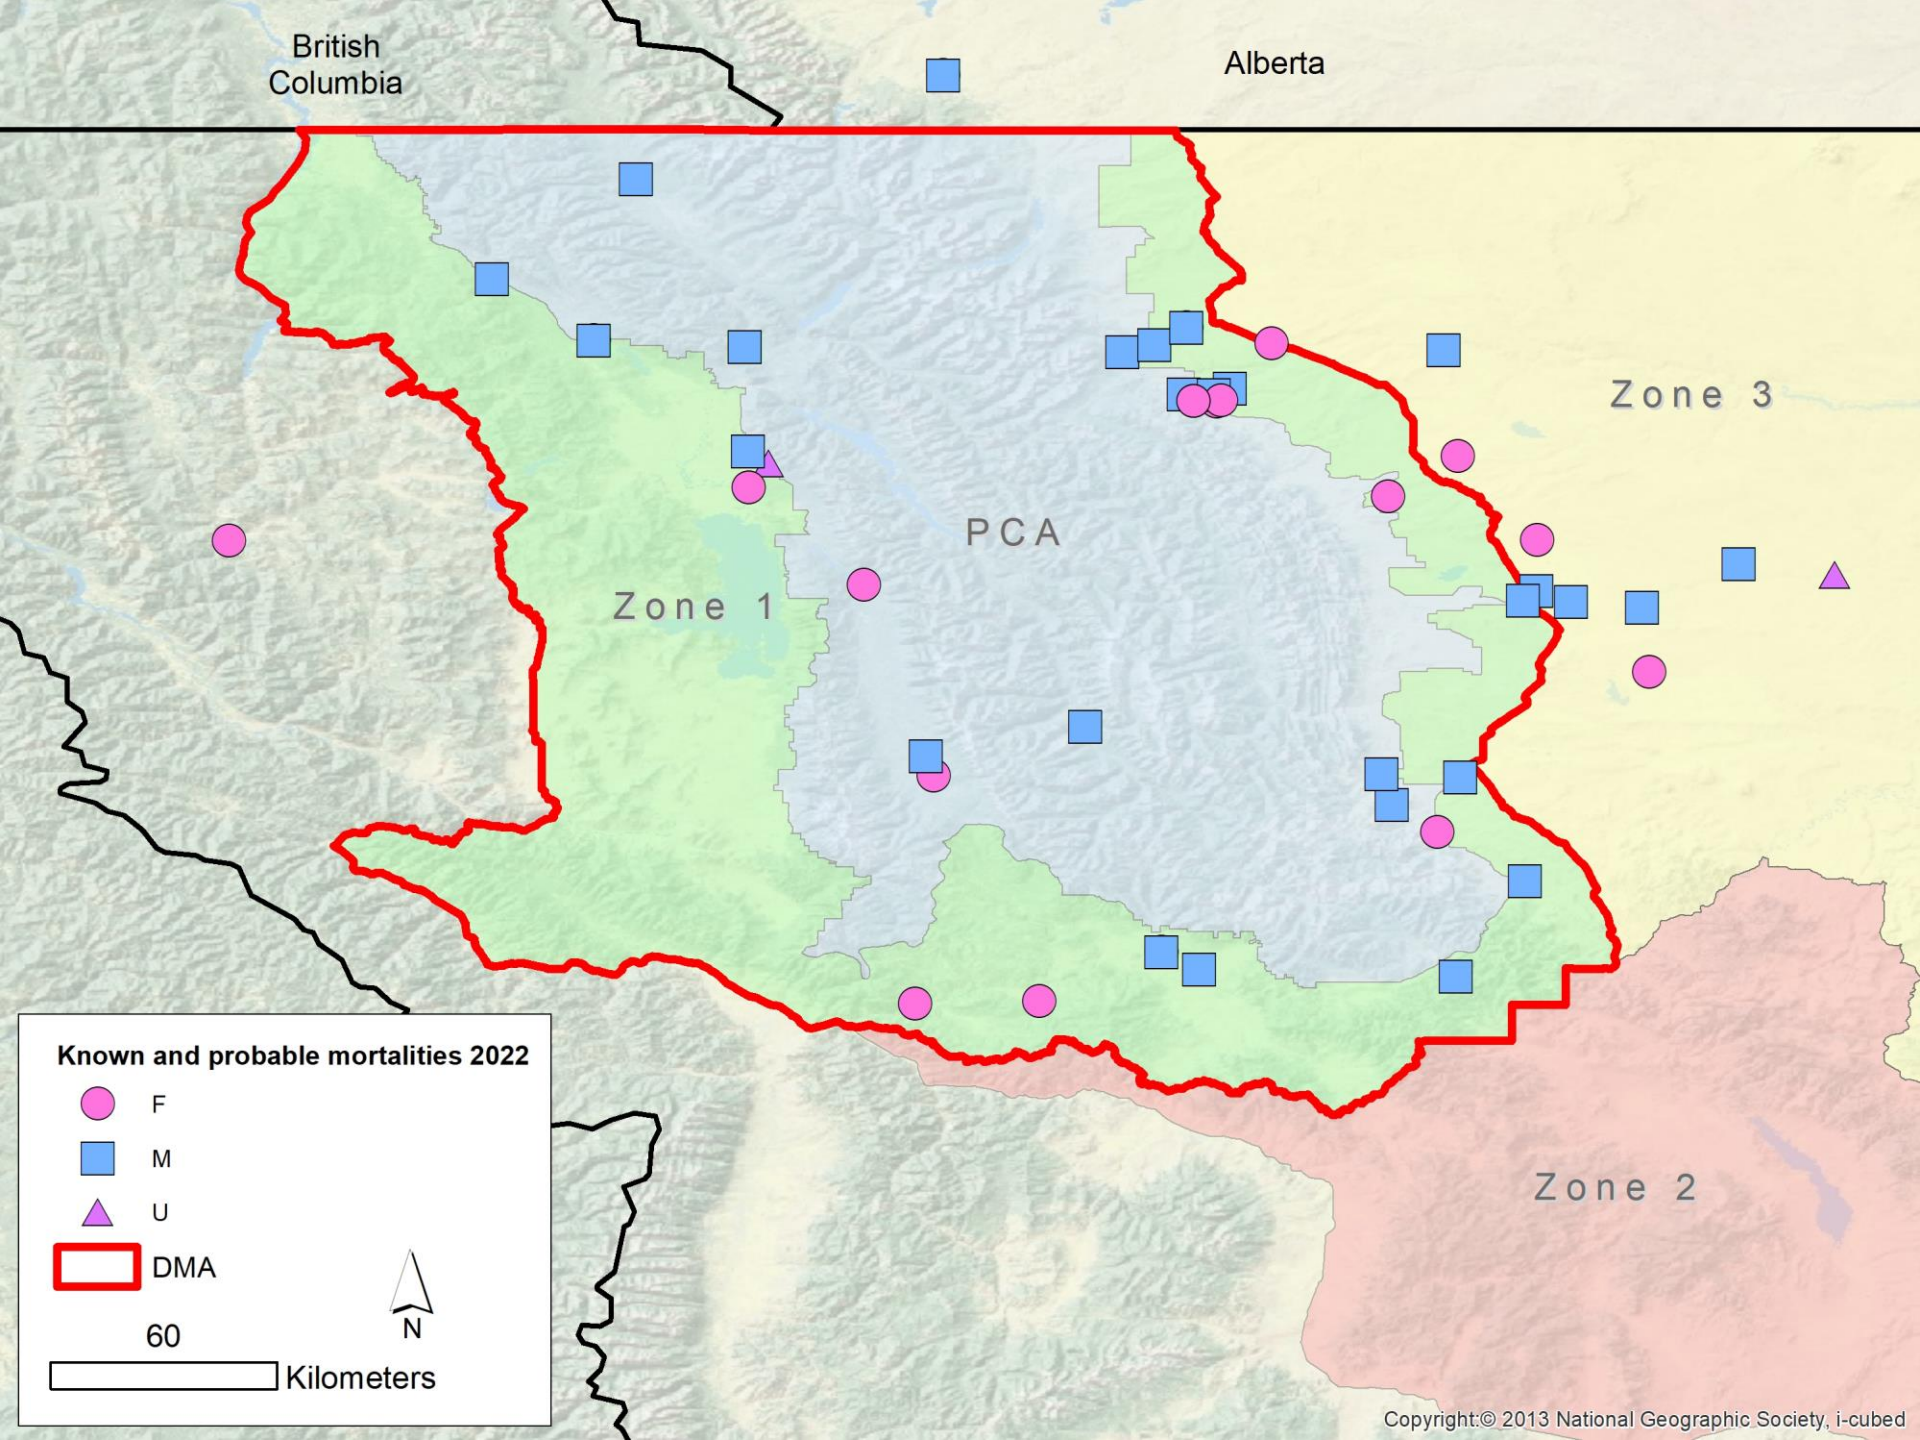 British
Columbia
Alberta
Zone 3
PCA
Zone 1
Zone 2
Known and probable mortalities 2022
F
M
U
DMA
N
60
Kilometers
Copyright:© 2013 National Geographic Society, i-cubed